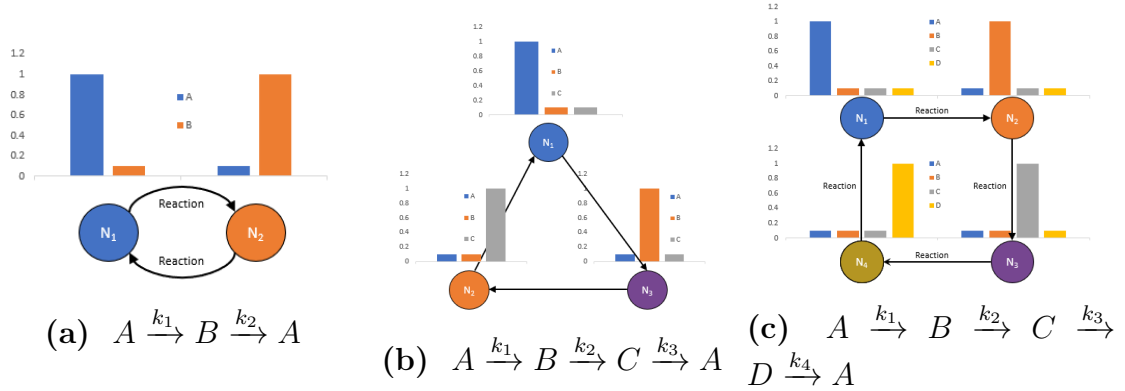 1.2
1
0.8
0.6
0.4
0.2
0
A
B
Reaction
N1
N2
Reaction
(a) A k1→ B k2→ A
1.2
1
0.8
0.6
0.4
0.2
0
A
B
C
N1
1.2
1
0.8
0.6
0.4
0.2
0
A
B
C
1.2
1
0.8
0.6
0.4
0.2
0
A
B
C
N2
N3
(b) A k1→ B k2→ C k3→ A
1.2
1
0.8
0.6
0.4
0.2
0
A
B
C
D
N1
Reaction
N2
1.2
1
0.8
0.6
0.4
0.2
0
A
B
C
D
Reaction
Reaction
N4
Reaction
N3
(c) A k1→ B k2→ C k3→
D k4→ A